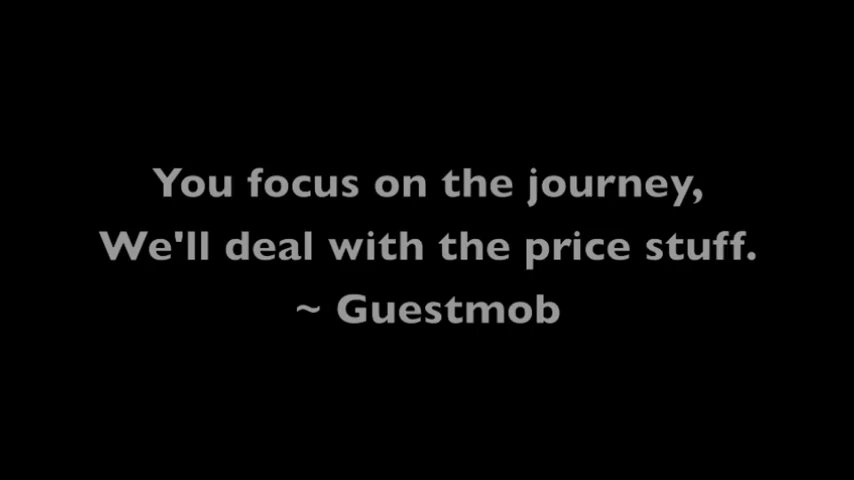 You focus on the journey,
We'll deal with the price stuff.
~ Guestmob